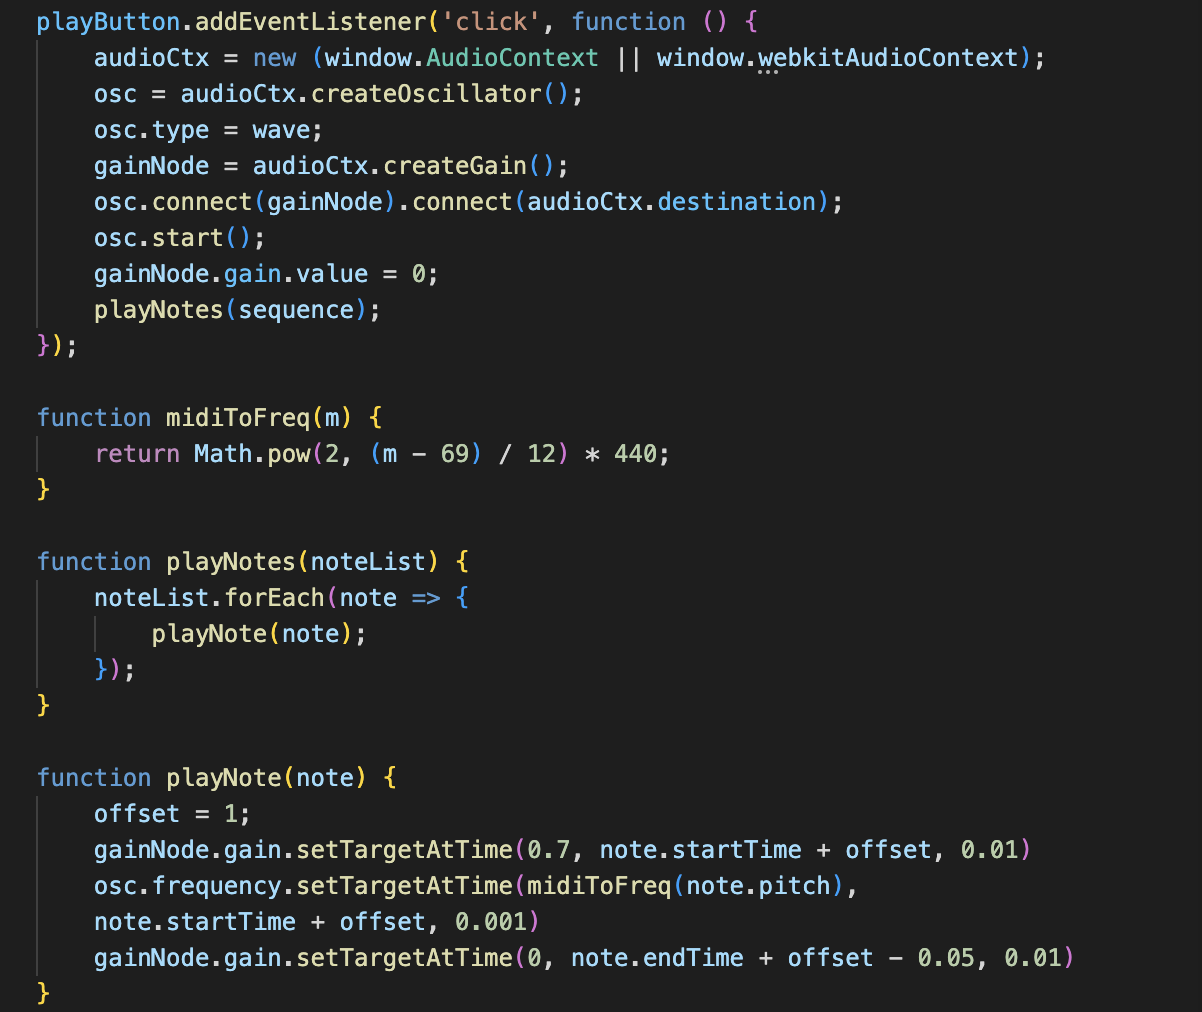 playButton.addEventListener('click', function () {
    audioCtx = new (window.AudioContext || window.webkitAudioContext);
    osc = audioCtx.createOscillator();
    osc.type = wave;
    gainNode = audioCtx.createGain();
    osc.connect(gainNode).connect(audioCtx.destination);
    osc.start();
    gainNode.gain.value = 0;
    playNotes(sequence);
});

function midiToFreq(m) {
    return Math.pow(2, (m - 69) / 12) * 440;
}

function playNotes(noteList) {
    noteList.forEach(note => {
        playNote(note);
    });
}

function playNote(note) {
    offset = 1;
    gainNode.gain.setTargetAtTime(0.7, note.startTime + offset, 0.01)
    osc.frequency.setTargetAtTime(midiToFreq(note.pitch),
    note.startTime + offset, 0.001)
    gainNode.gain.setTargetAtTime(0, note.endTime + offset - 0.05, 0.01)
}